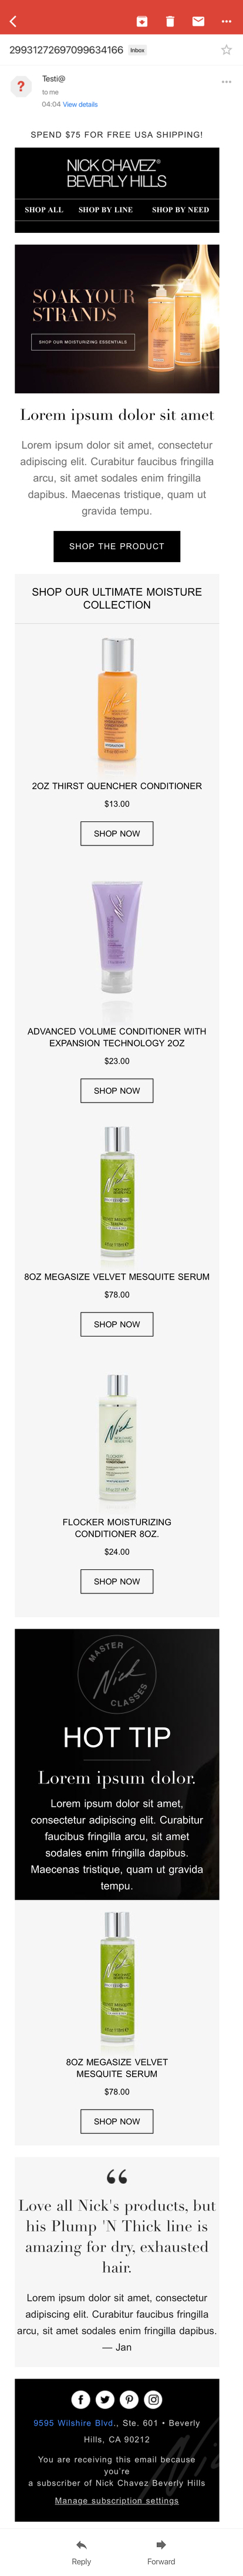 29931272697099634166 Inbox
?
Testi@
to me
04:04 View details
SPEND $75 FOR FREE USA SHIPPING!
NICK CHAVEZ®
BEVERLY HILLS
SHOP ALL SHOP BY LINE SHOP BY NEED
SOAK YOUR
STRANDS
SHOP OUR MOISTURIZING ESSENTIALS
Lorem ipsum dolor sit amet
Lorem ipsum dolor sit amet, consectetur
adipiscing elit. Curabitur faucibus fringilla
arcu, sit amet sodales enim fringilla
dapibus. Maecenas tristique, quam ut
gravida tempu.
SHOP THE PRODUCT
SHOP OUR ULTIMATE MOISTURE
COLLECTION
2OZ THIRST QUENCHER CONDITIONER
$13.00
SHOP NOW
ADVANCED VOLUME CONDITIONER WITH
EXPANSION TECHNOLOGY 2OZ
$23.00
SHOP NOW
8OZ MEGASIZE VELVET MESQUITE SERUM
$78.00
SHOP NOW
FLOCKER MOISTURIZING
CONDITIONER 8OZ.
$24.00
SHOP NOW
MASTER
Nick
CLASSES
HOT TIP
Lorem ipsum dolor.
Lorem ipsum dolor sit amet,
consectetur adipiscing elit. Curabitur
faucibus fringilla arcu, sit amet
sodales enim fringilla dapibus.
Maecenas tristique, quam ut gravida
tempu.
8OZ MEGASIZE VELVET
MESQUITE SERUM
$78.00
SHOP NOW
“
Love all Nick's products, but
his Plump 'N Thick line is
amazing for dry, exhausted
hair.
Lorem ipsum dolor sit amet, consectetur
adipiscing elit. Curabitur faucibus fringilla
arcu, sit amet sodales enim fringilla dapibus.
— Jan
9595 Wilshire Blvd., Ste. 601 • Beverly
Hills, CA 90212
You are receiving this email because
you're
a subscriber of Nick Chavez Beverly Hills
Manage subscription settings
Reply Forward